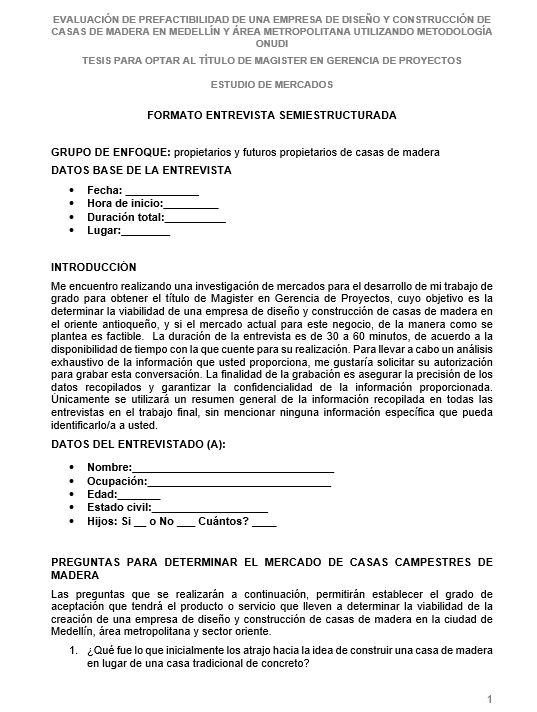 EVALUACIÓN DE PREFACTIBILIDAD DE UNA EMPRESA DE DISEÑO Y CONSTRUCCIÓN DE
CASAS DE MADERA EN MEDELLÍN Y ÁREA METROPOLITANA UTILIZANDO METODOLOGÍA
ONUDI
TESIS PARA OPTAR AL TÍTULO DE MAGISTER EN GERENCIA DE PROYECTOS
ESTUDIO DE MERCADOS
FORMATO ENTREVISTA SEMIESTRUCTURADA
GRUPO DE ENFOQUE: propietarios y futuros propietarios de casas de madera
DATOS BASE DE LA ENTREVISTA
• Fecha: ____________
• Hora de inicio:_________
• Duración total:__________
• Lugar:________
INTRODUCCIÓN
Me encuentro realizando una investigación de mercados para el desarrollo de mi trabajo de
grado para obtener el título de Magister en Gerencia de Proyectos, cuyo objetivo es la
determinar la viabilidad de una empresa de diseño y construcción de casas de madera en
el oriente antioqueño, y si el mercado actual para este negocio, de la manera como se
plantea es factible. La duración de la entrevista es de 30 a 60 minutos, de acuerdo a la
disponibilidad de tiempo con la que cuente para su realización. Para llevar a cabo un análisis
exhaustivo de la información que usted proporciona, me gustaría solicitar su autorización
para grabar esta conversación. La finalidad de la grabación es asegurar la precisión de los
datos recopilados y garantizar la confidencialidad de la información proporcionada.
Únicamente se utilizará un resumen general de la información recopilada en todas las
entrevistas en el trabajo final, sin mencionar ninguna información específica que pueda
identificarlo/a a usted.
DATOS DEL ENTREVISTADO (A):
• Nombre:_________________________________
• Ocupación:______________________________
• Edad:_______
• Estado civil:___________________
• Hijos: Si __ o No ___ Cuántos? ____
PREGUNTAS PARA DETERMINAR EL MERCADO DE CASAS CAMPESTRES DE
MADERA
Las preguntas que se realizarán a continuación, permitirán establecer el grado de
aceptación que tendrá el producto o servicio que lleven a determinar la viabilidad de la
creación de una empresa de diseño y construcción de casas de madera en la ciudad de
Medellín, área metropolitana y sector oriente.
1. ¿Qué fue lo que inicialmente los atrajo hacia la idea de construir una casa de madera
en lugar de una casa tradicional de concreto?
1